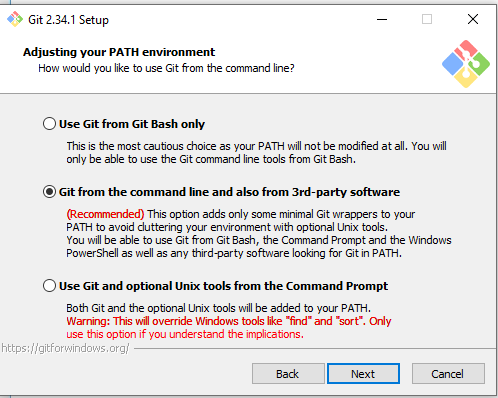 Git 2.34.1 Setup
Adjusting your PATH environment
How would you like to use Git from the command line?
Use Git from Git Bash only
This is the most cautious choice as your PATH will not be modified at all. You will
only be able to use the Git command line tools from Git Bash.
Git from the command line and also from 3rd-party software
(Recommended) This option adds only some minimal Git wrappers to your
PATH to avoid cluttering your environment with optional Unix tools.
You will be able to use Git from Git Bash, the Command Prompt and the Windows
PowerShell as well as any third-party software looking for Git in PATH.
Use Git and optional Unix tools from the Command Prompt
Both Git and the optional Unix tools will be added to your PATH.
Warning: This will override Windows tools like "find" and "sort". Only
use this option if you understand the implications.
https://gitforwindows.org/
Back Next Cancel